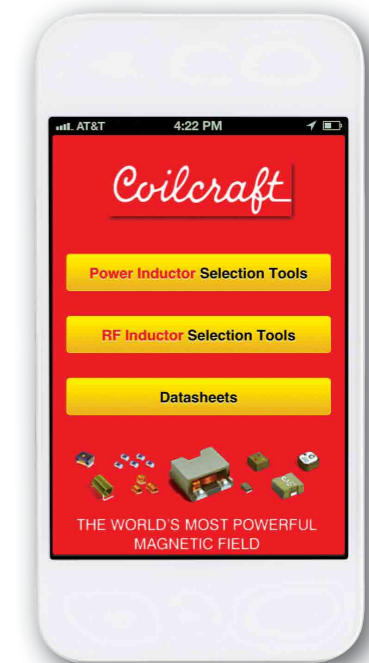 AT&T 4:22 PM
Coilcraft
Power Inductor Selection Tools
RF Inductor Selection Tools
Datasheets
THE WORLD'S MOST POWERFUL
MAGNETIC FIELD